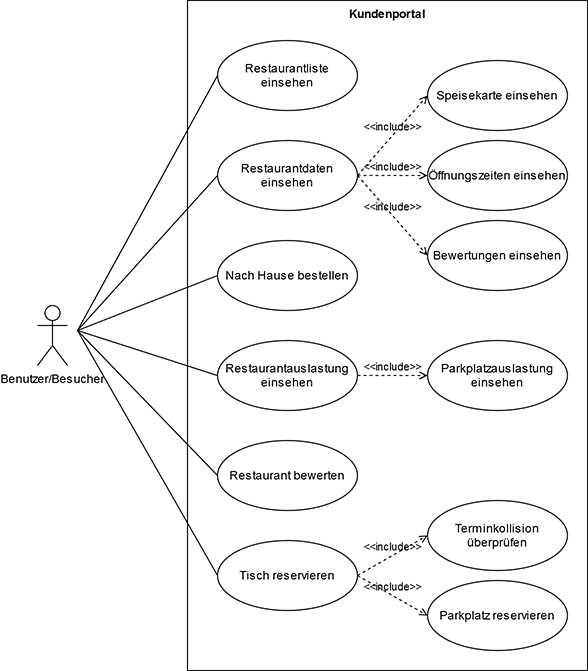 Kundenportal
Restaurantliste
einsehen
Speisekarte einsehen
<<include>>
Restaurantdaten
einsehen
<<include>>
Öffnungszeiten einsehen
<<include>>
Bewertungen einsehen
Nach Hause bestellen
Benutzer/Besucher
Restaurantauslastung
einsehen
<<include>>
Parkplatzauslastung
einsehen
Restaurant bewerten
Terminkollision
überprüfen
<<include>>
Tisch reservieren
<<include>>
Parkplatz reservieren